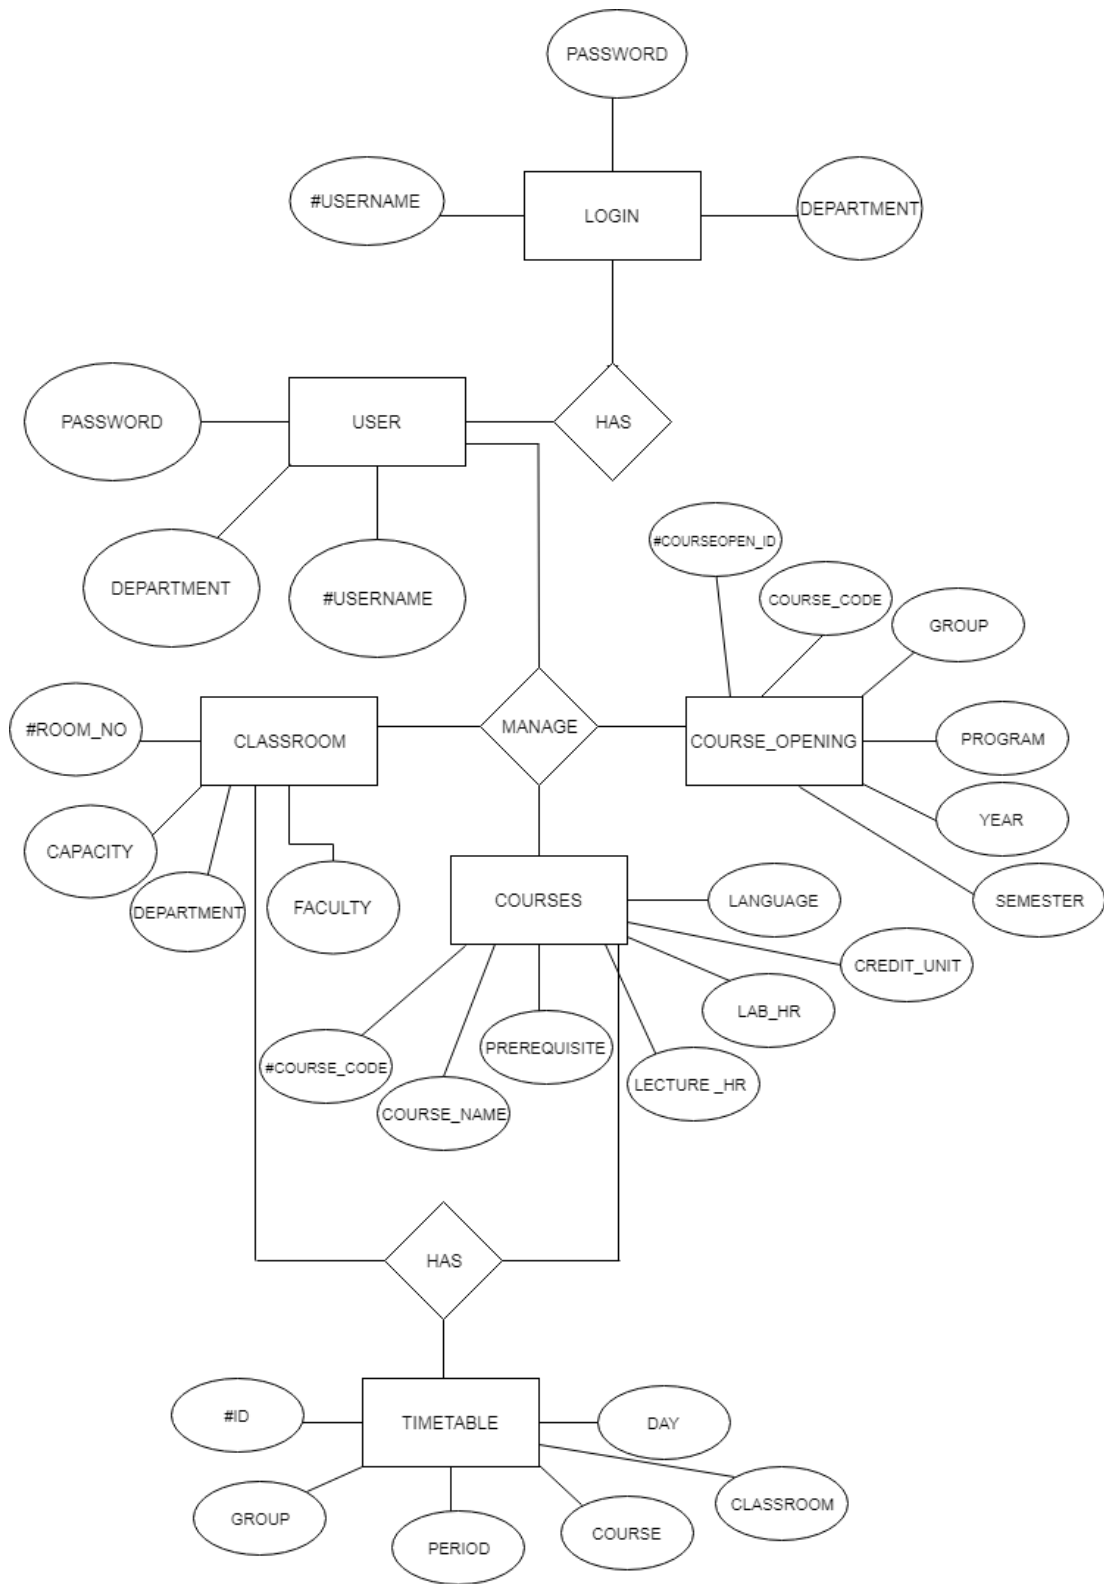 PASSWORD
#USERNAME
LOGIN
DEPARTMENT
PASSWORD
USER
HAS
DEPARTMENT
#USERNAME
#COURSEOPEN_ID
COURSE_CODE
GROUP
#ROOM_NO
CLASSROOM
MANAGE
COURSE_OPENING
PROGRAM
YEAR
CAPACITY
DEPARTMENT
FACULTY
COURSES
LANGUAGE
SEMESTER
CREDIT_UNIT
LAB_HR
PREREQUISITE
#COURSE_CODE
LECTURE _HR
COURSE_NAME
HAS
#ID
TIMETABLE
DAY
CLASSROOM
GROUP
PERIOD
COURSE